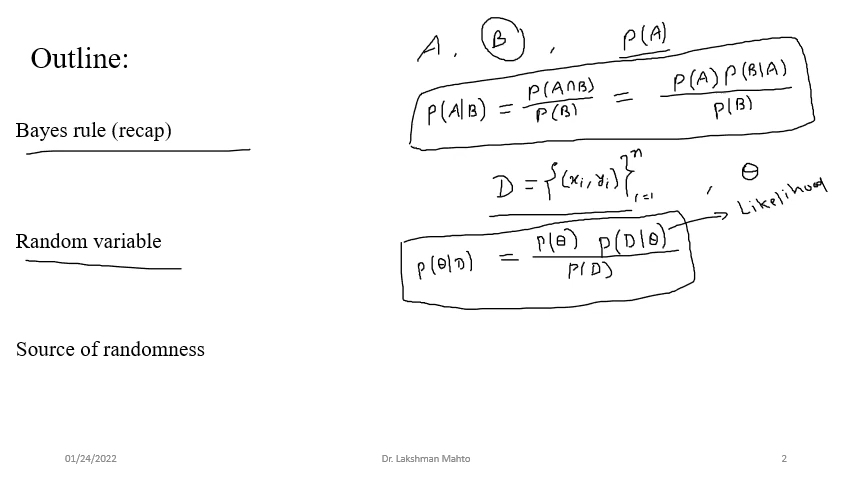 Outline:
Bayes rule (recap)
Random variable
Source of randomness
A, B, P(A)
P(A|B) = P(A∩B)/P(B) = P(A) P(B|A)/P(B)
D = {(xᵢ, yᵢ)}ⁿᵢ₌₁ , θ
Likelihood
P(θ|D) = P(θ) P(D|θ)/P(D)
01/24/2022
Dr. Lakshman Mahto
2